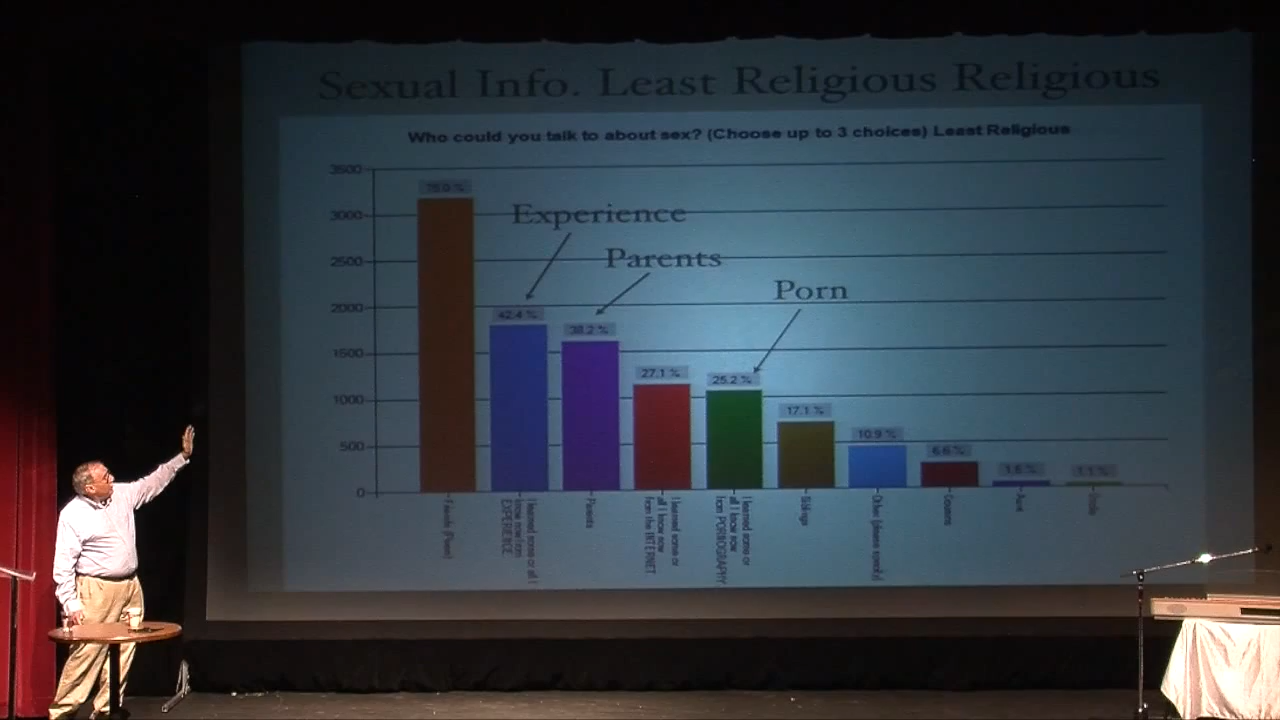 Sexual Info. Least Religious Religious
Who could you talk to about sex? (Choose up to 3 choices) Least Religious
3500
3000
2500
2000
1500
1000
500
0
Experience
Parents
Porn
42.4 %
38.2 %
27.1 %
25.2 %
17.1 %
10.9 %
6.6 %
1.1 %
Friends (Peers)
I learned some or all I
know now from
EXPERIENCE
Parents
I learned some or
all I know now
from the INTERNET
I learned some or
all I know now
from PORNOGRAPHY
Siblings
Other (please specify)
Cousins
Aunt
Uncle